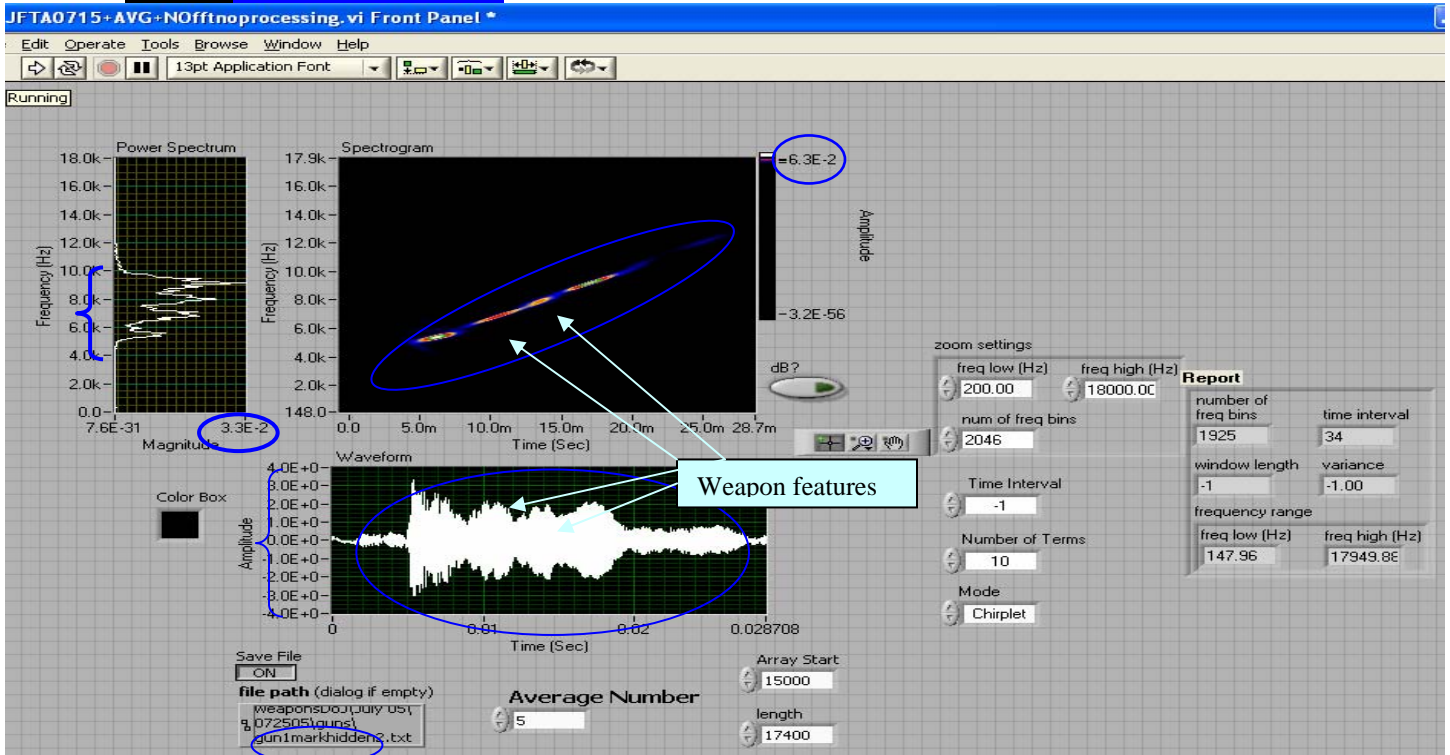 JFTA0715+AVG+NOfftnoprocessing.vi Front Panel *
Edit Operate Tools Browse Window Help
13pt Application Font
Running
Power Spectrum
18.0k
16.0k
14.0k
12.0k
10.0k
8.0k
6.0k
4.0k
2.0k
0.0
Frequency (Hz)
7.6E-31 3.3E-2
Magnitude
Spectrogram
17.9k
16.0k
14.0k
12.0k
10.0k
8.0k
6.0k
4.0k
2.0k
148.0
Frequency (Hz)
0.0 5.0m 10.0m 15.0m 20.0m 25.0m 28.7m
Time (Sec)
=6.3E-2
-3.2E-56
Amplitude
dB?
Weapon features
Color Box
Waveform
4.0E+0
3.0E+0
2.0E+0
1.0E+0
0.0E+0
-1.0E+0
-2.0E+0
-3.0E+0
-4.0E+0
Amplitude
0 0.01 0.02 0.028708
Time (Sec)
zoom settings
freq low (Hz) freq high (Hz)
200.00 18000.0
num of freq bins
2046
Time Interval
-1
Number of Terms
10
Mode
Chirplet
Report
number of
freq bins time interval
1925 34
window length variance
-1 -1.00
frequency range
freq low (Hz) freq high (Hz)
147.96 17949.88
Save File
ON
file path (dialog if empty)
weaponsDoJ\July 05\
072505\guns\
gun1markhidden2.txt
Average Number
5
Array Start
15000
length
17400